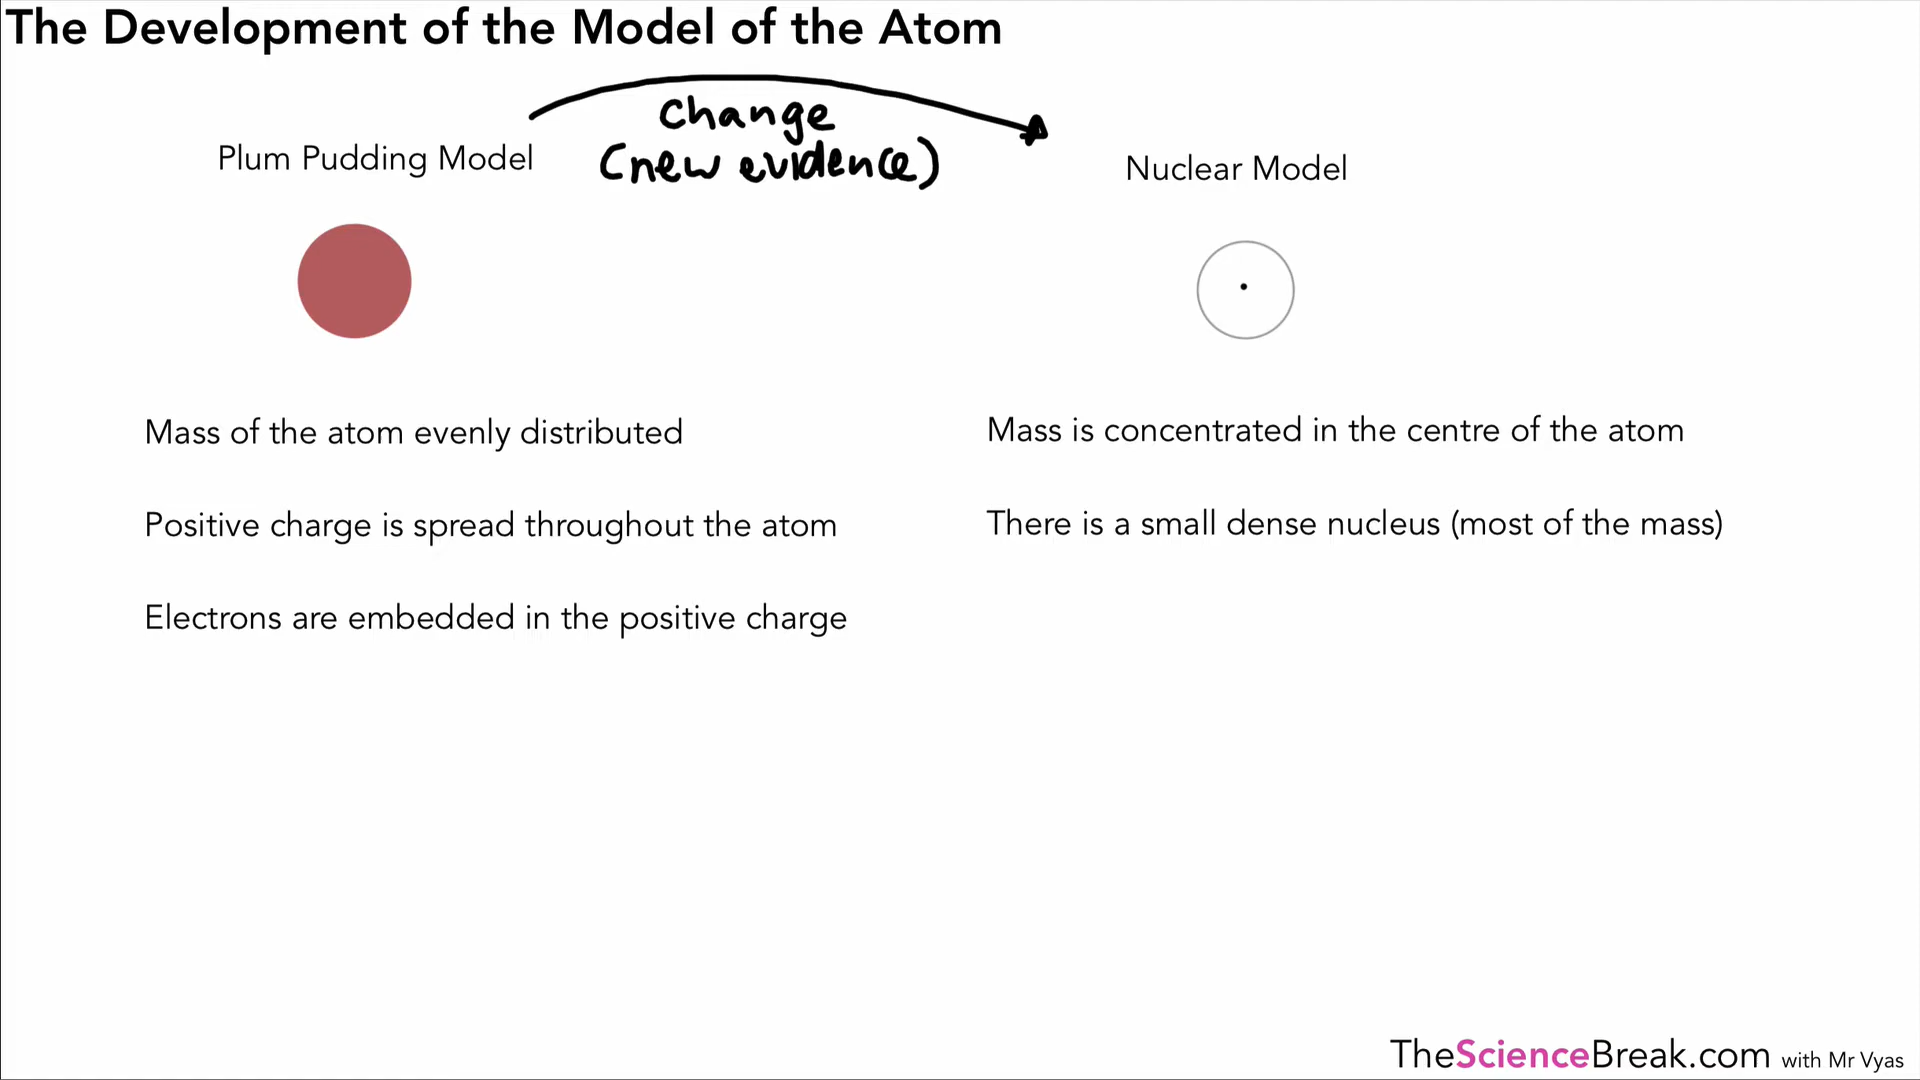 The Development of the Model of the Atom
Change
(new evidence)
Plum Pudding Model
Nuclear Model
Mass of the atom evenly distributed
Positive charge is spread throughout the atom
Electrons are embedded in the positive charge
Mass is concentrated in the centre of the atom
There is a small dense nucleus (most of the mass)
TheScienceBreak.com with Mr Vyas